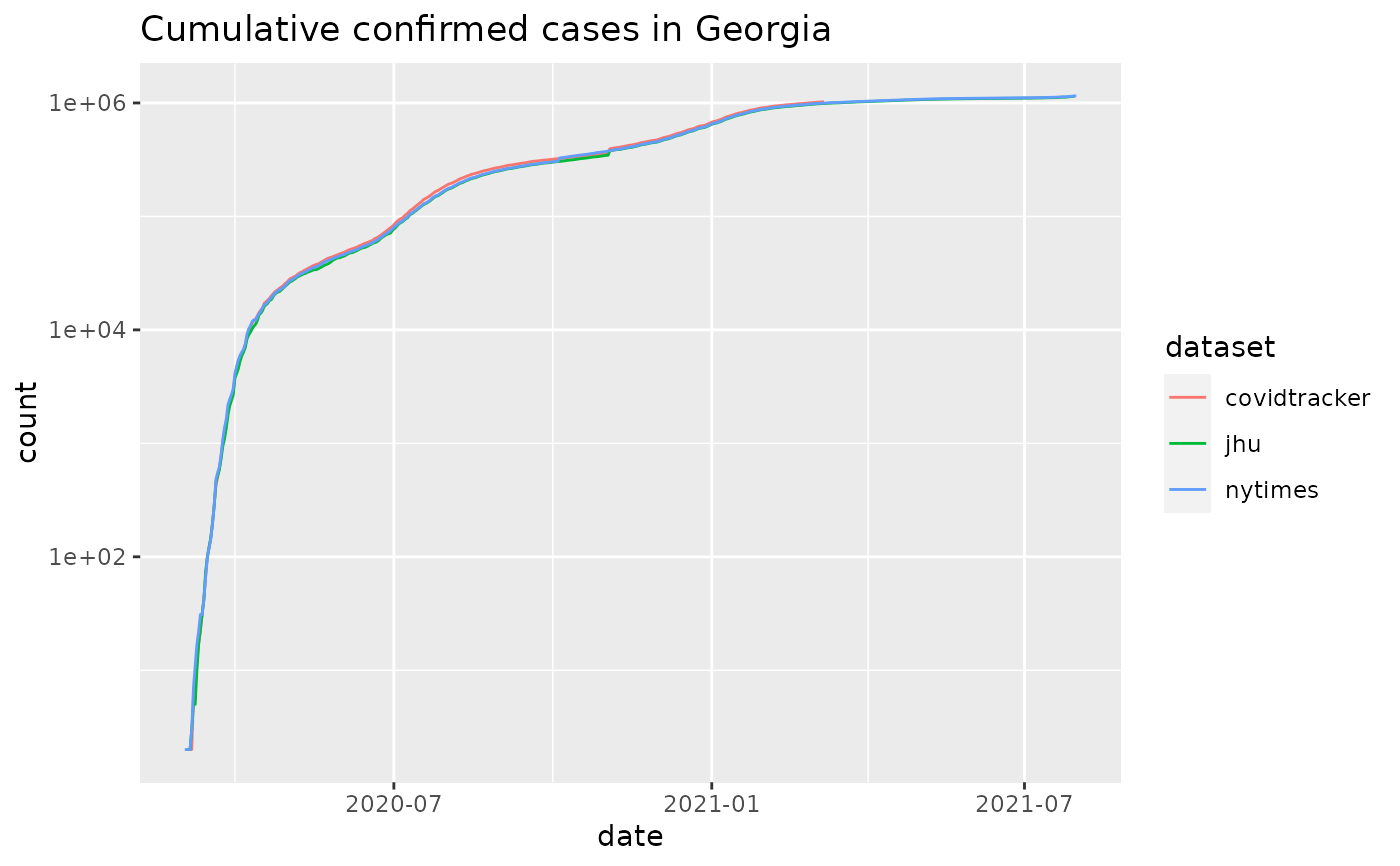 Cumulative confirmed cases in Georgia
1e+06
1e+04
1e+02
count
2020-07
2021-01
2021-07
date
dataset
covidtracker
jhu
nytimes